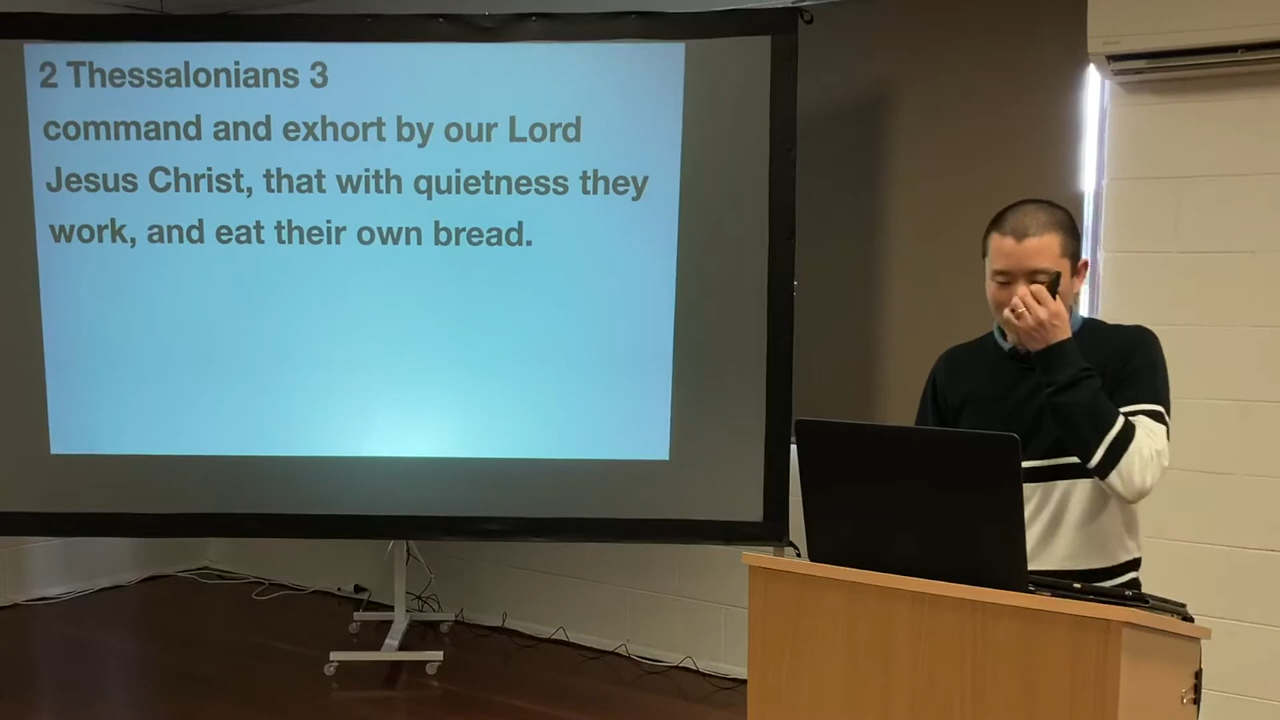 2 Thessalonians 3
command and exhort by our Lord
Jesus Christ, that with quietness they
work, and eat their own bread.